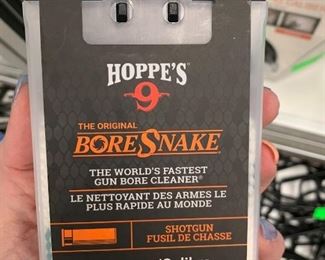 HOPPE'S
9
THE ORIGINAL
BORESNAKE®
THE WORLD'S FASTEST
GUN BORE CLEANER®
LE NETTOYANT DES ARMES LE
PLUS RAPIDE AU MONDE
SHOTGUN
FUSIL DE CHASSE